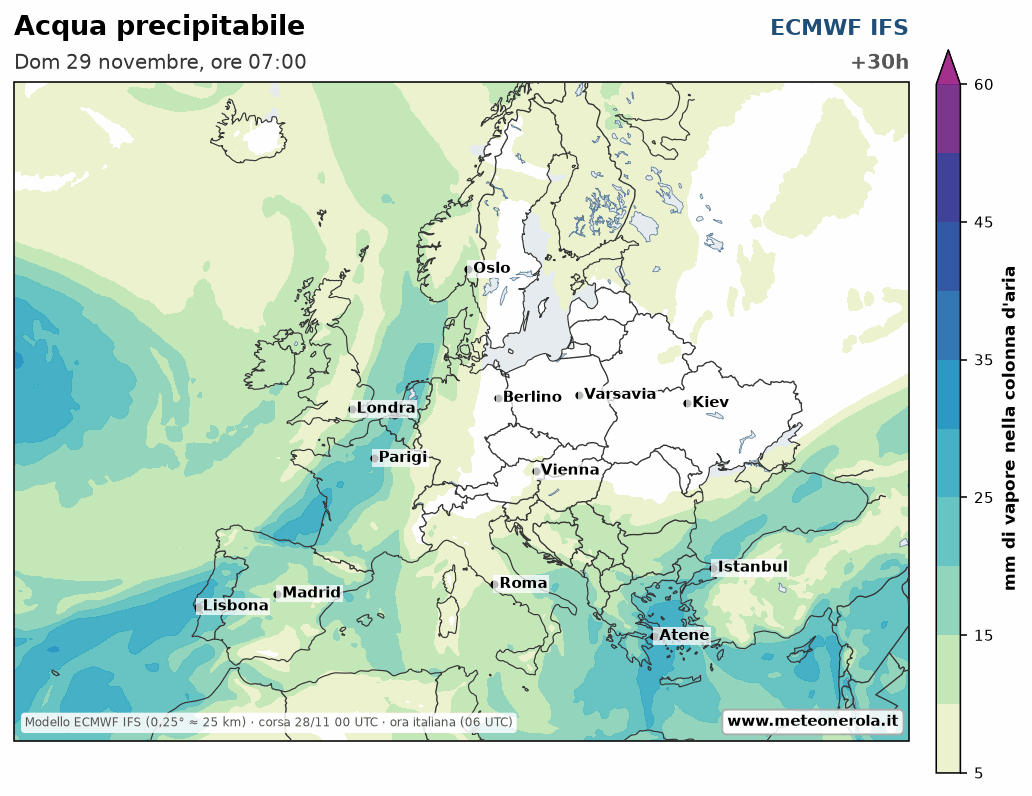 Acqua precipitabile
ECMWF IFS
Dom 29 novembre, ore 07:00
+30h
Oslo
Londra
Berlino
Varsavia
Kiev
Parigi
Vienna
Istanbul
Madrid
Roma
Lisbona
Atene
Modello ECMWF IFS (0,25° ≈ 25 km) · corsa 28/11 00 UTC · ora italiana (06 UTC)
www.meteonerola.it
60
45
35
25
15
5
mm di vapore nella colonna d'aria